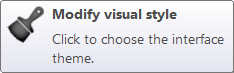 Modify visual style
Click to choose the interface
theme.